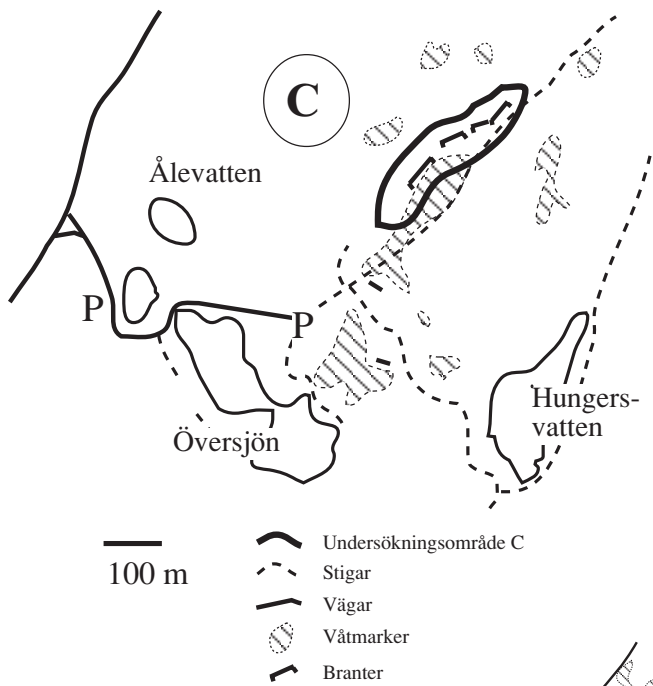 C
Ålevatten
P
P
Översjön
Hungers-
vatten
100 m
Undersökningsområde C
Stigar
Vägar
Våtmarker
Branter